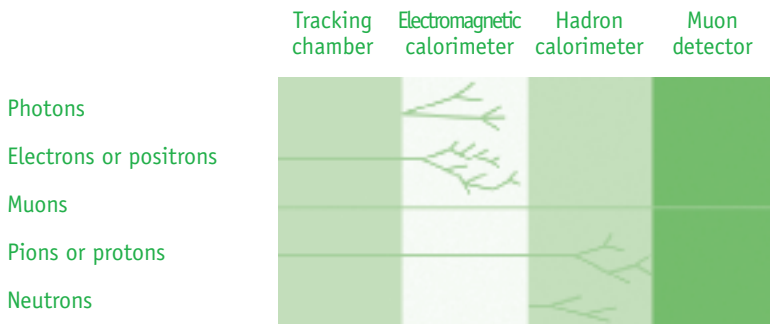 Tracking chamber
Electromagnetic calorimeter
Hadron calorimeter
Muon detector
Photons
Electrons or positrons
Muons
Pions or protons
Neutrons